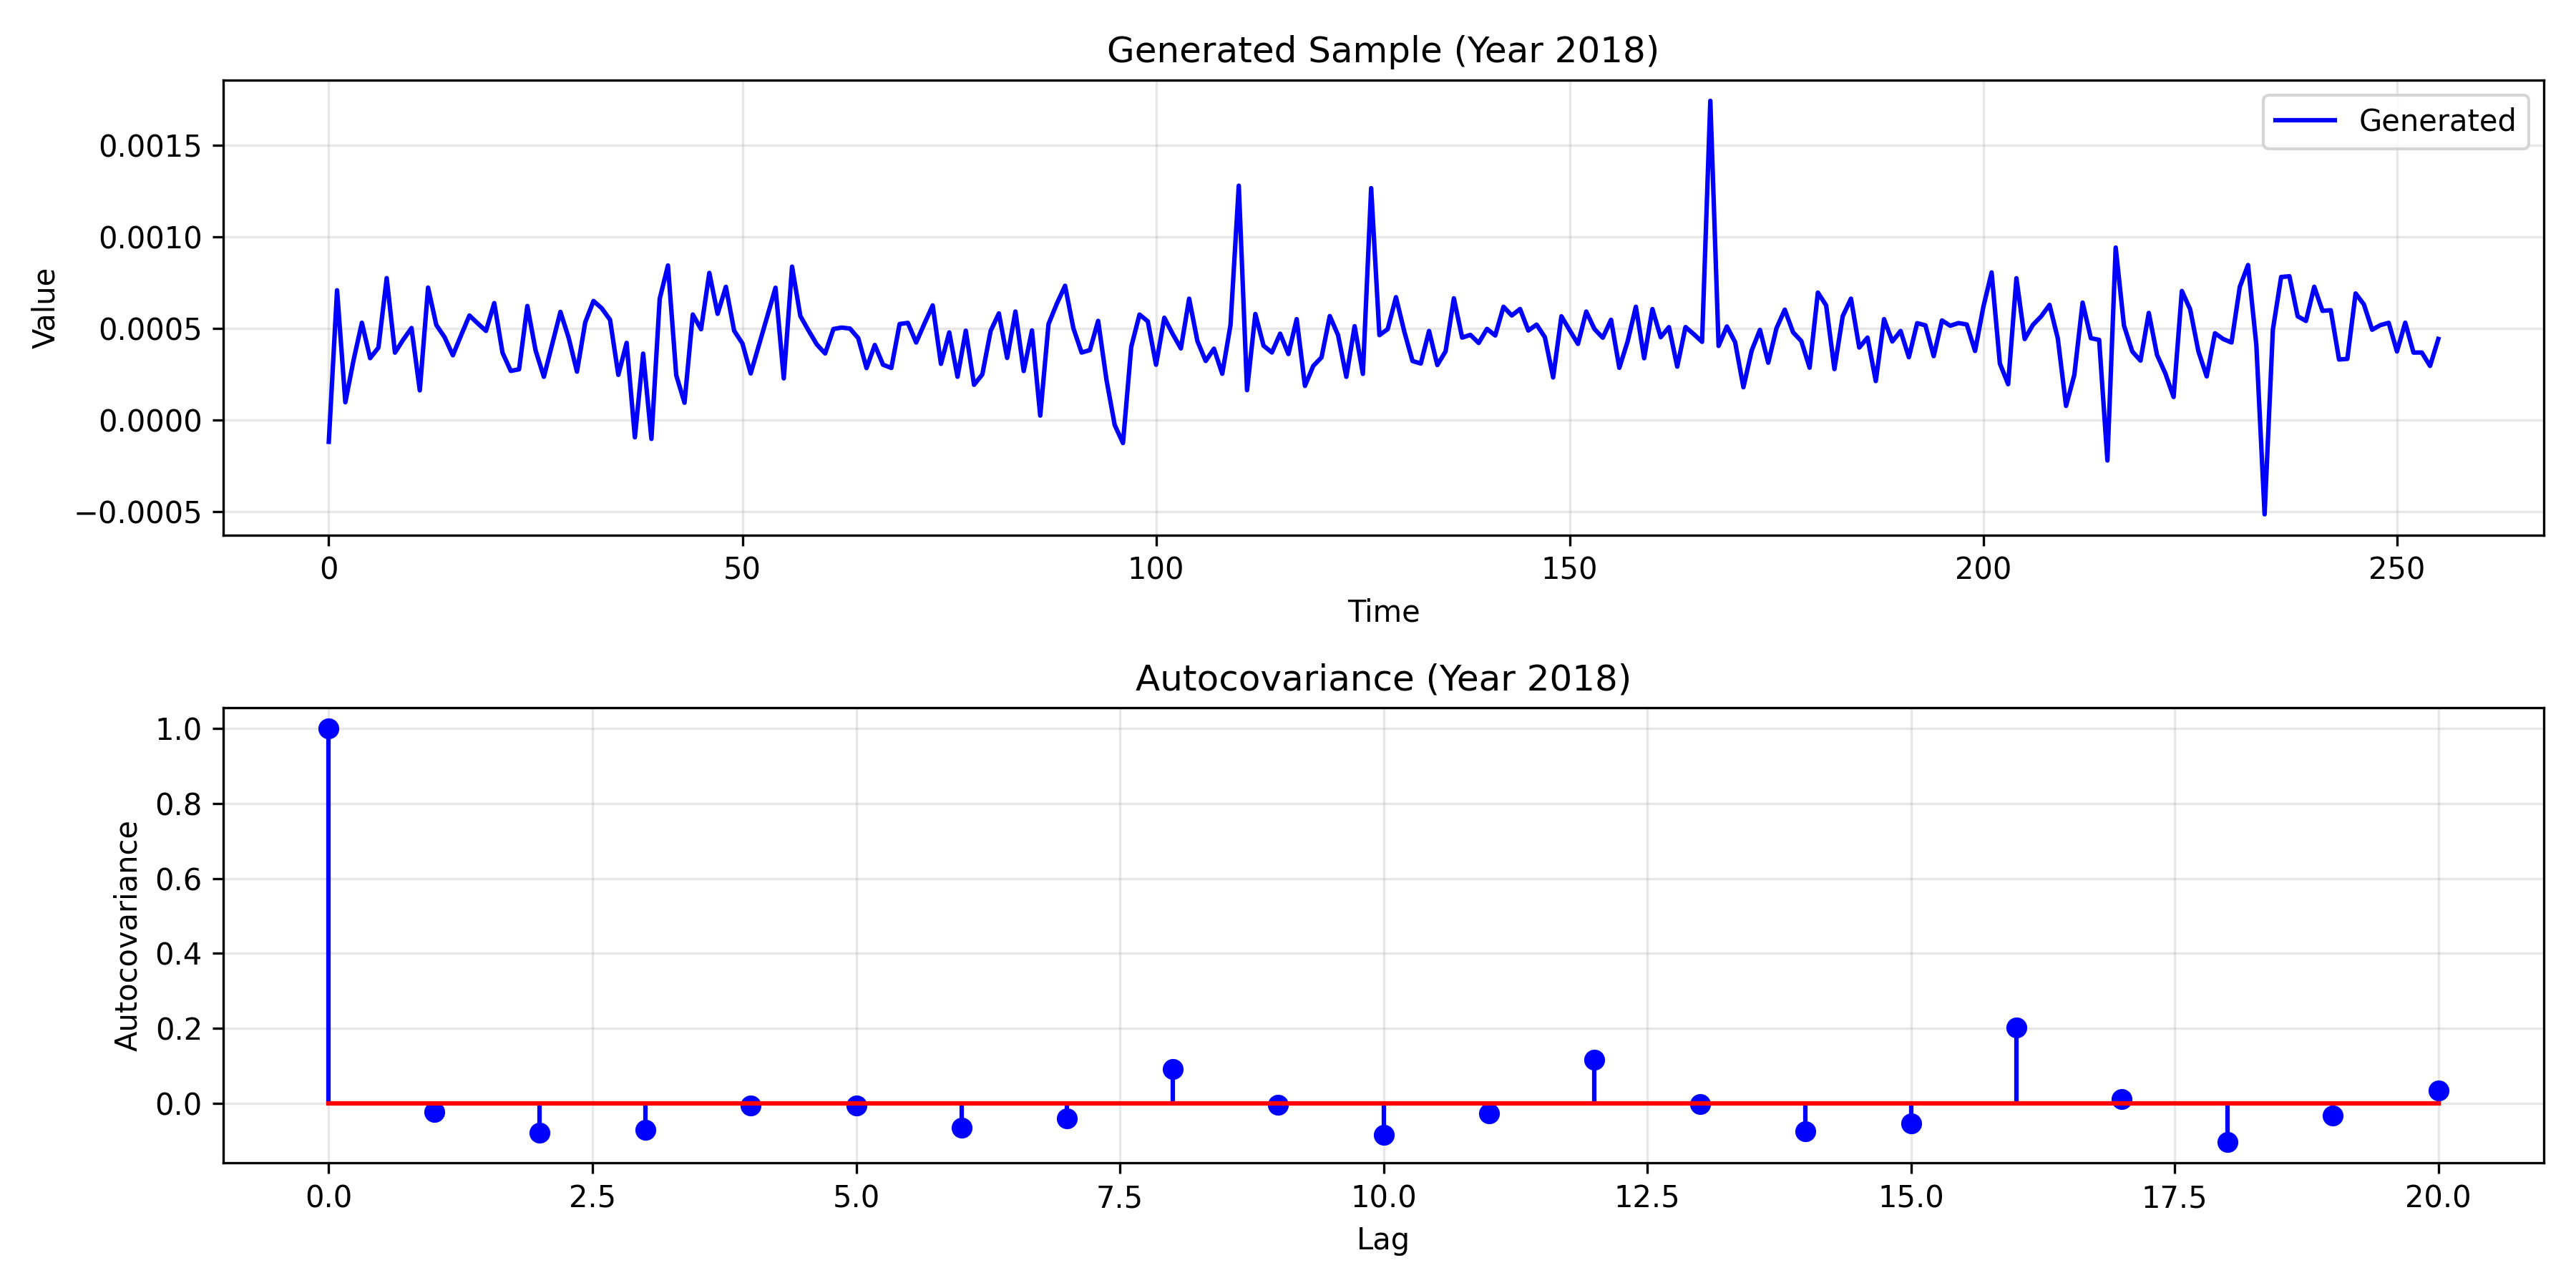 Generated Sample (Year 2018)
Generated
Value
0.0015
0.0010
0.0005
0.0000
−0.0005
0 50 100 150 200 250
Time
Autocovariance (Year 2018)
Autocovariance
1.0
0.8
0.6
0.4
0.2
0.0
0.0 2.5 5.0 7.5 10.0 12.5 15.0 17.5 20.0
Lag